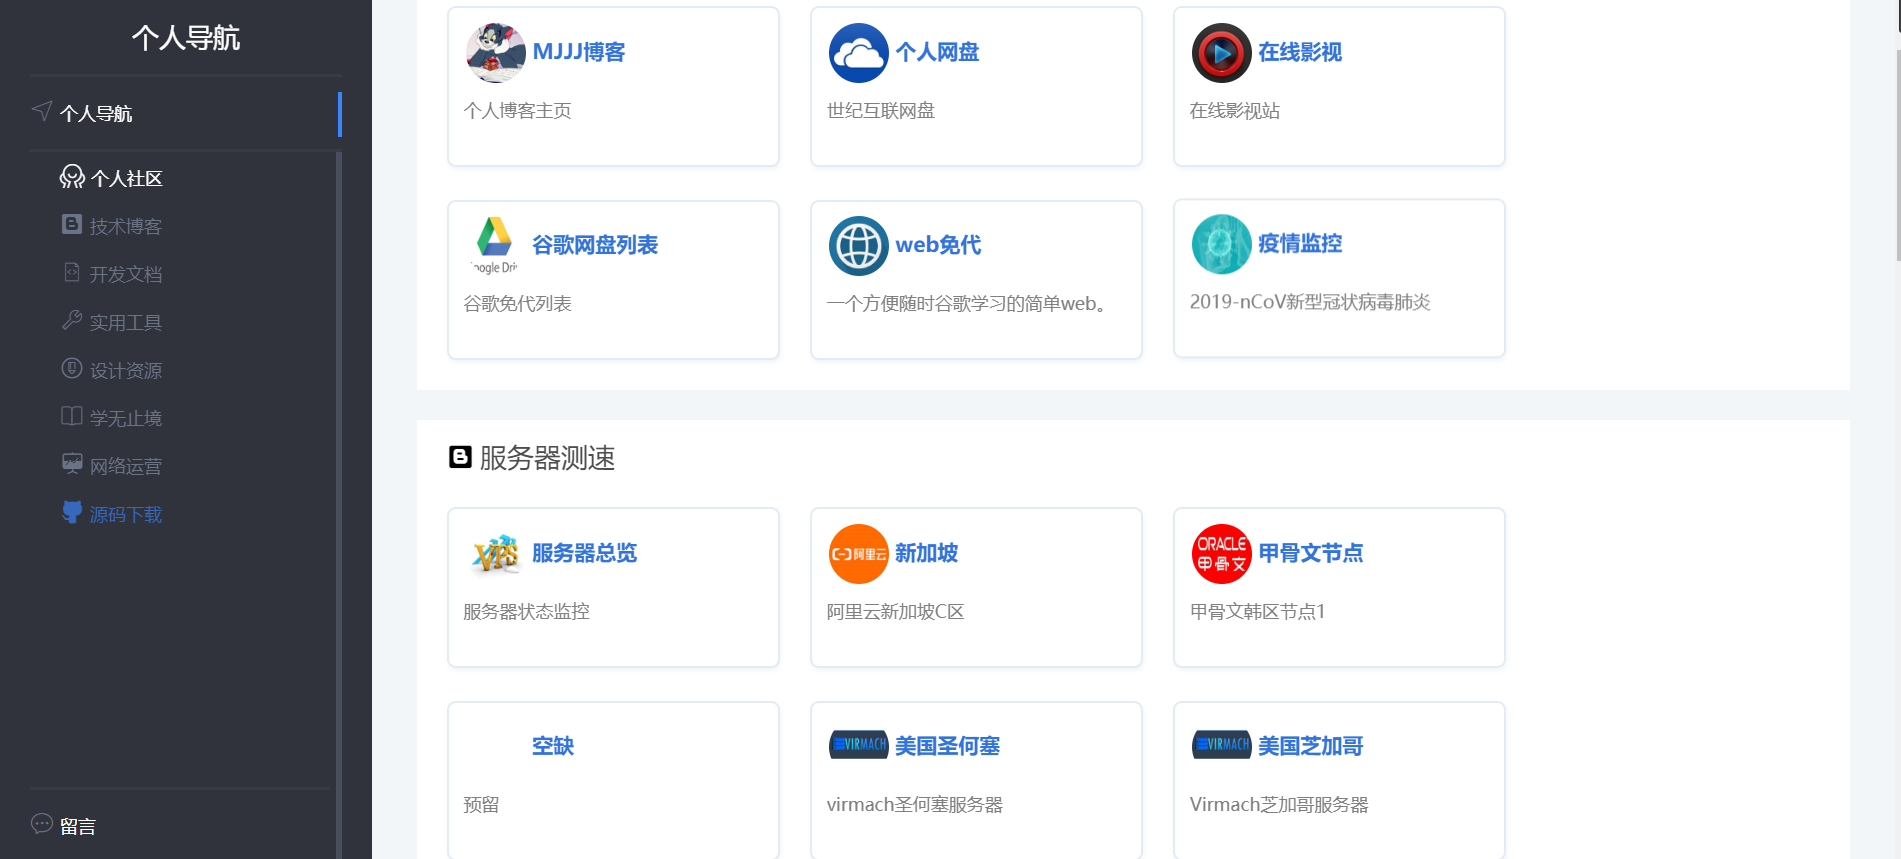 个人导航
个人导航
个人社区
技术博客
开发文档
实用工具
设计资源
学无止境
网络运营
源码下载
留言
MJJJ博客
个人博客主页
个人网盘
世纪互联网盘
在线影视
在线影视站
谷歌网盘列表
谷歌免代列表
web免代
一个方便随时谷歌学习的简单web。
疫情监控
2019-nCoV新型冠状病毒肺炎
服务器测速
VPS
服务器总览
服务器状态监控
阿里云
新加坡
阿里云新加坡C区
ORACLE
甲骨文
甲骨文节点
甲骨文韩区节点1
空缺
预留
VIRMACH
美国圣何塞
virmach圣何塞服务器
VIRMACH
美国芝加哥
Virmach芝加哥服务器